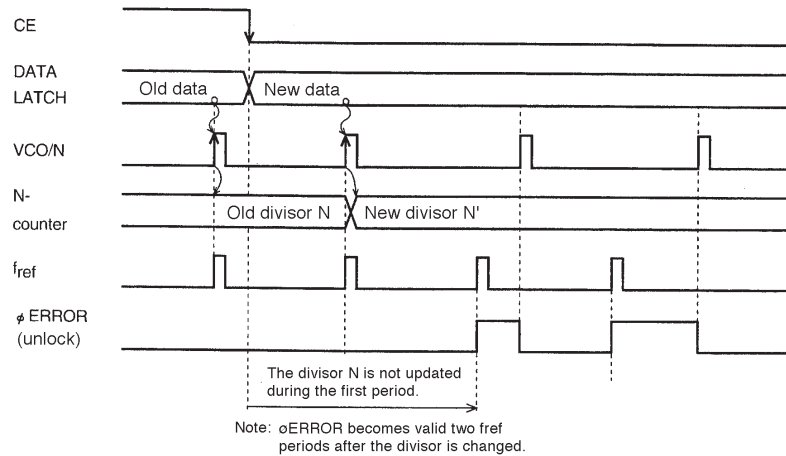 CE
DATA
LATCH
Old data
New data
VCO/N
N-
counter
Old divisor N
New divisor N'
fref
ø ERROR
(unlock)
The divisor N is not updated
during the first period.
Note: øERROR becomes valid two fref
periods after the divisor is changed.